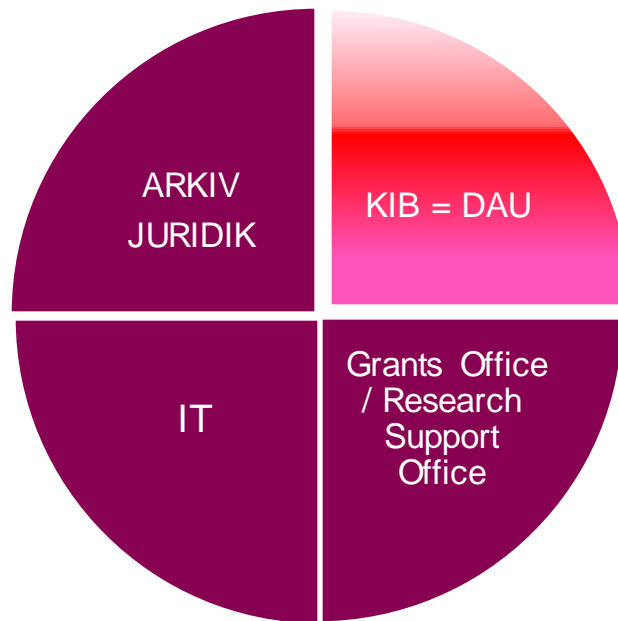 ARKIV
JURIDIK
KIB = DAU
IT
Grants Office
/ Research
Support
Office